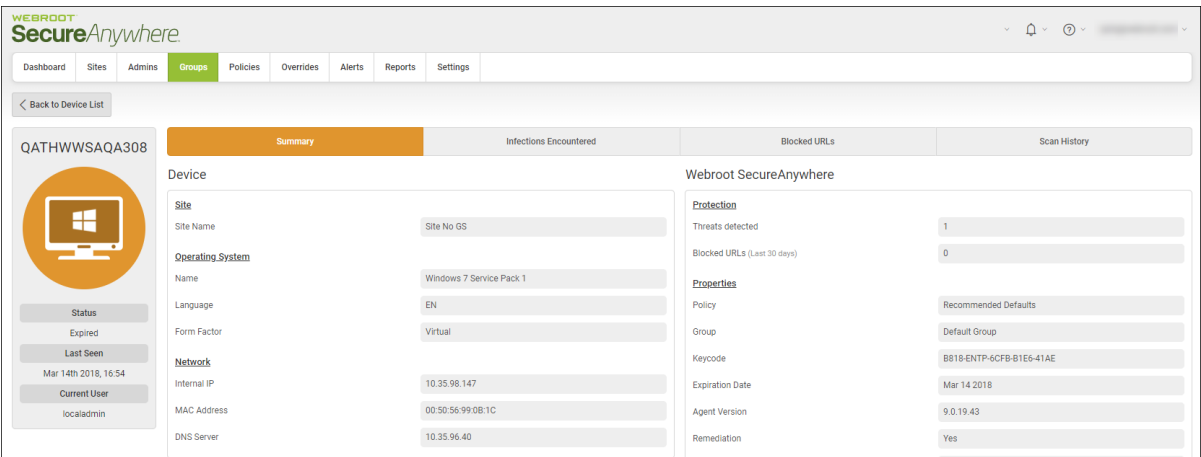 WEBROOT
SecureAnywhere.
Dashboard Sites Admins Groups Policies Overrides Alerts Reports Settings
Back to Device List
QATHWWSAQA308
Status
Expired
Last Seen
Mar 14th 2018, 16:54
Current User
localadmin
Summary Infections Encountered Blocked URLs Scan History
Device
Site
Site Name Site No GS
Operating System
Name Windows 7 Service Pack 1
Language EN
Form Factor Virtual
Network
Internal IP 10.35.98.147
MAC Address 00:50:56:99:0B:1C
DNS Server 10.35.96.40
Webroot SecureAnywhere
Protection
Threats detected 1
Blocked URLs (Last 30 days) 0
Properties
Policy Recommended Defaults
Group Default Group
Keycode B818-ENTP-6CFB-B1E6-41AE
Expiration Date Mar 14 2018
Agent Version 9.0.19.43
Remediation Yes